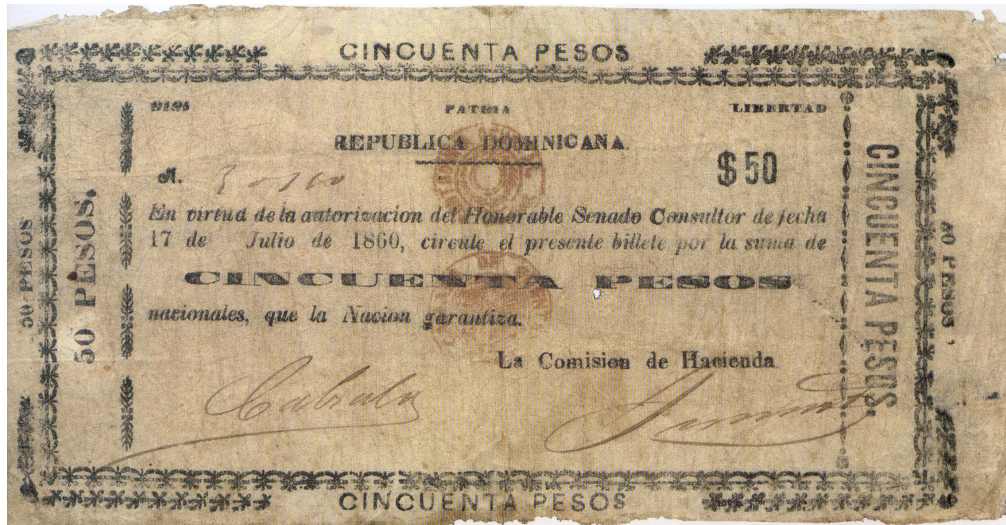 CINCUENTA PESOS
DIOS PATRIA LIBERTAD
REPUBLICA DOMINICANA.
$50
En virtud de la autorizacion del Honorable Senado Consultor de fecha
17 de Julio de 1860, circule el presente billete por la suma de
CINCUENTA PESOS
nacionales, que la Nacion garantiza.
La Comision de Hacienda
CINCUENTA PESOS
50 PESOS
50 PESOS.
CINCUENTA PESOS.
50 PESOS,